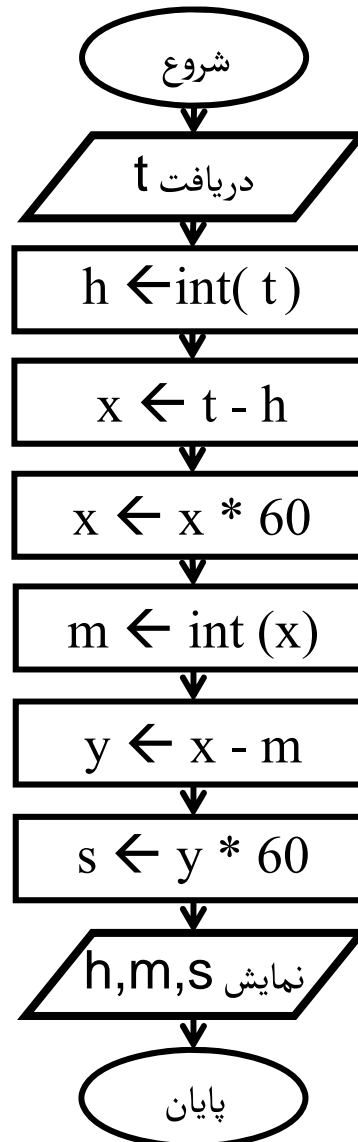 شروع
دریافت t
h ←int( t )
x ← t - h
x ← x * 60
m ← int (x)
y ← x - m
s ← y * 60
نمایش h,m,s
پایان